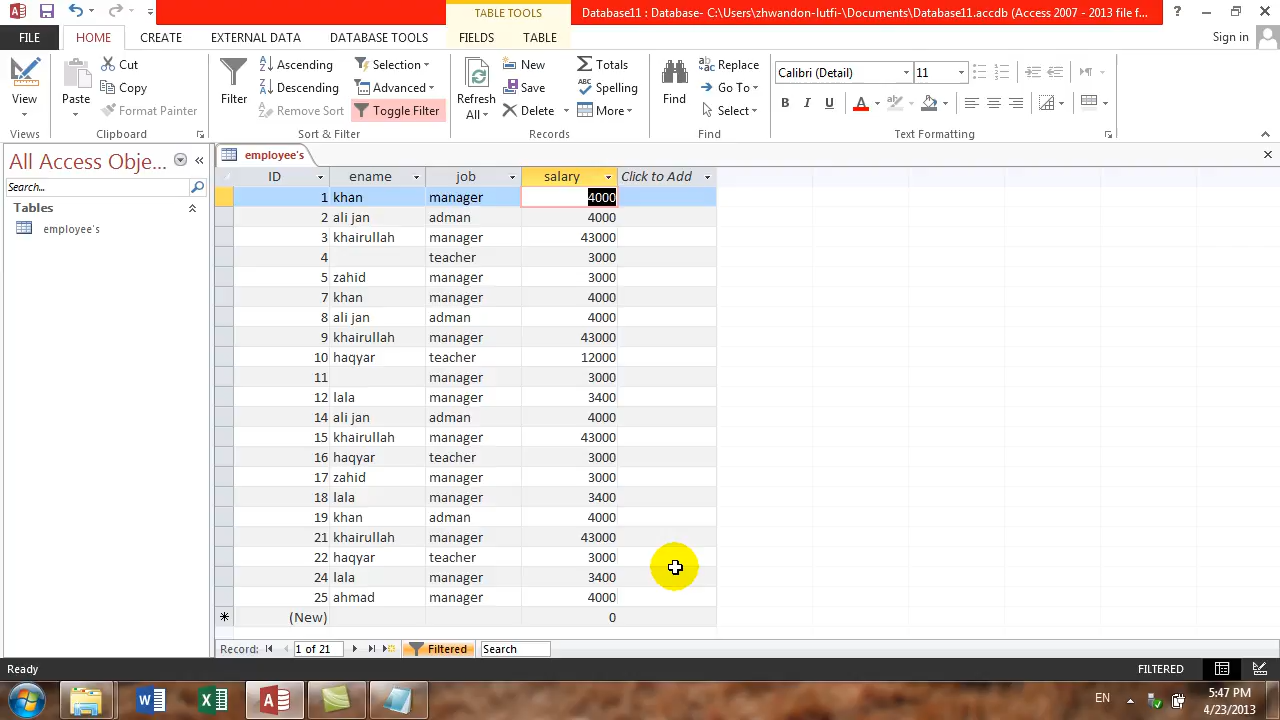 TABLE TOOLS
Database11 : Database- C:\Users\zhwandon-lutfi-\Documents\Database11.accdb (Access 2007 - 2013 file f...
?
FILE HOME CREATE EXTERNAL DATA DATABASE TOOLS FIELDS TABLE Sign in
View
Views
Paste
Cut
Copy
Format Painter
Clipboard
Filter
Ascending
Descending
Remove Sort
Selection
Advanced
Toggle Filter
Sort & Filter
Refresh
All
New
Save
Delete
Totals
Spelling
More
Records
Find
Replace
Go To
Select
Find
Calibri (Detail) 11
B I U A
Text Formatting
All Access Obje...
Search...
Tables
employee's
employee's
ID ename job salary Click to Add
1 khan manager 4000
2 ali jan adman 4000
3 khairullah manager 43000
4 teacher 3000
5 zahid manager 3000
7 khan manager 4000
8 ali jan adman 4000
9 khairullah manager 43000
10 haqyar teacher 12000
11 manager 3000
12 lala manager 3400
14 ali jan adman 4000
15 khairullah manager 43000
16 haqyar teacher 3000
17 zahid manager 3000
18 lala manager 3400
19 khan adman 4000
21 khairullah manager 43000
22 haqyar teacher 3000
24 lala manager 3400
25 ahmad manager 4000
(New) 0
Record: 1 of 21 Filtered Search
Ready FILTERED
EN 5:47 PM
4/23/2013